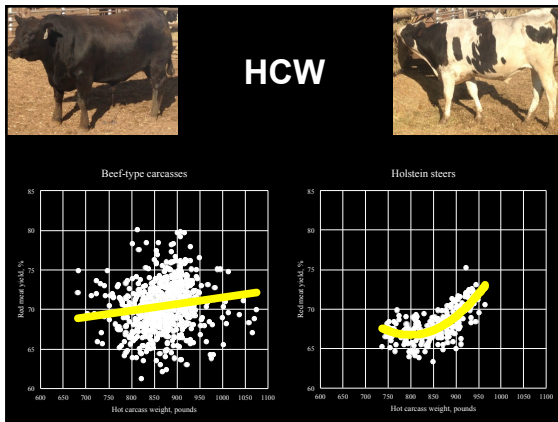 HCW
Beef-type carcasses
Holstein steers
Red meat yield, %
85
80
75
70
65
60
600 650 700 750 800 850 900 950 1000 1050 1100
Hot carcass weight, pounds
Red meat yield, %
85
80
75
70
65
60
600 650 700 750 800 850 900 950 1000 1050 1100
Hot carcass weight, pounds